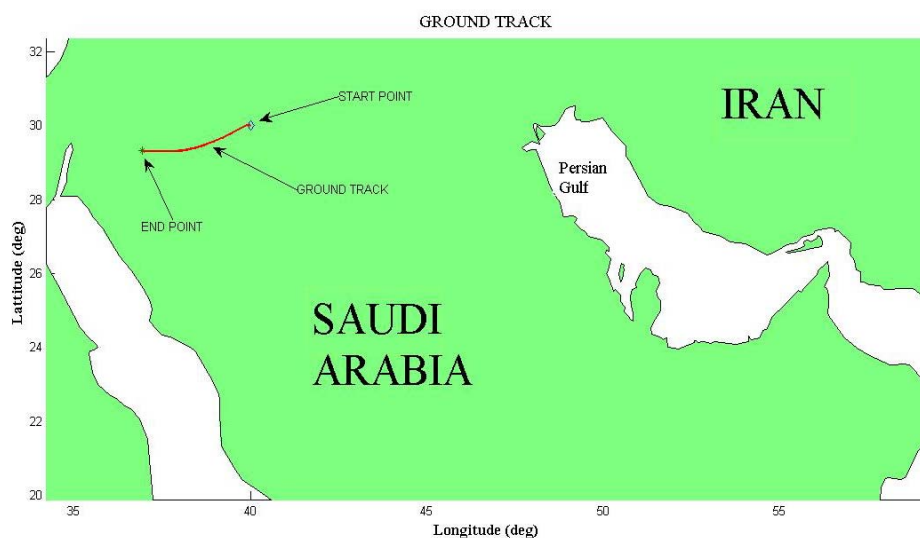 GROUND TRACK
32
30
28
26
24
22
20
Lattitude (deg)
START POINT
GROUND TRACK
END POINT
IRAN
Persian
Gulf
SAUDI
ARABIA
35
40
45
50
55
Longitude (deg)